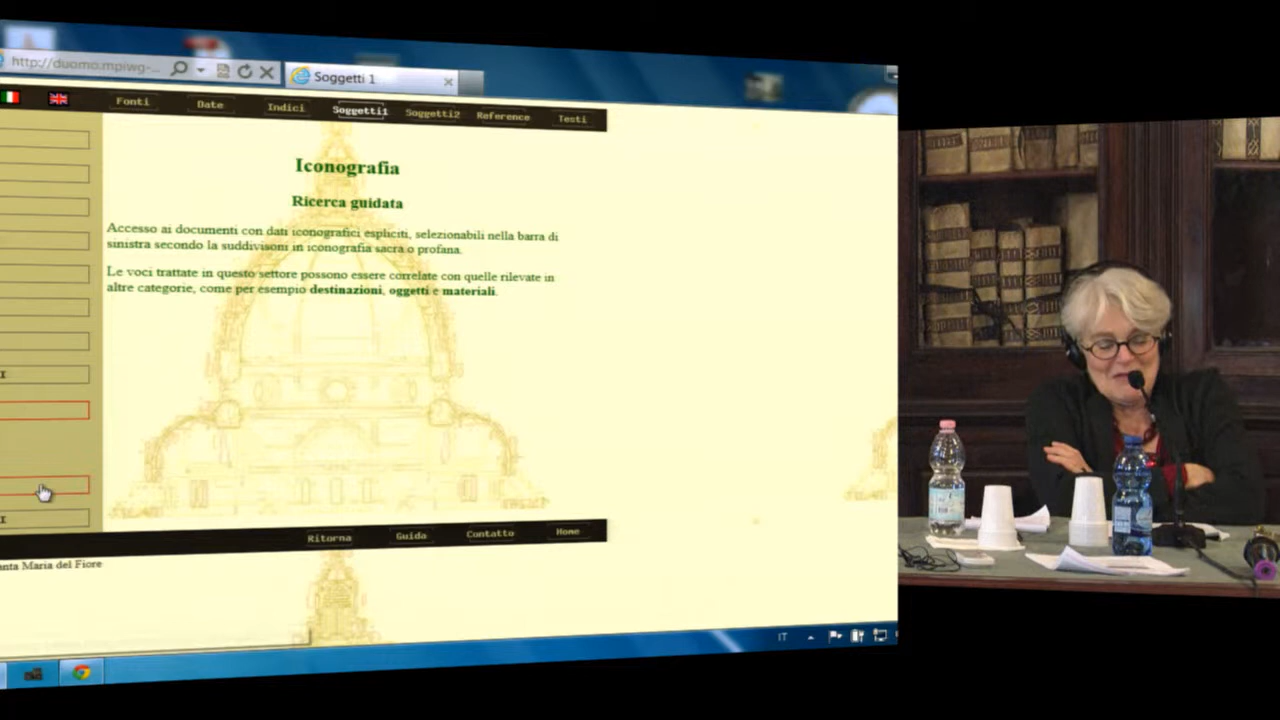 http://duomo.mpiwg-...
Soggetti 1
Fonti Date Indici Soggetti1 Soggetti2 Reference Testi
Iconografia
Ricerca guidata
Accesso ai documenti con dati iconografici espliciti, selezionabili nella barra di
sinistra secondo la suddivisoni in iconografia sacra o profana.
Le voci trattate in questo settore possono essere correlate con quelle rilevate in
altre categorie, come per esempio destinazioni, oggetti e materiali.
I
I
Ritorna Guida Contatto Home
anta Maria del Fiore
IT